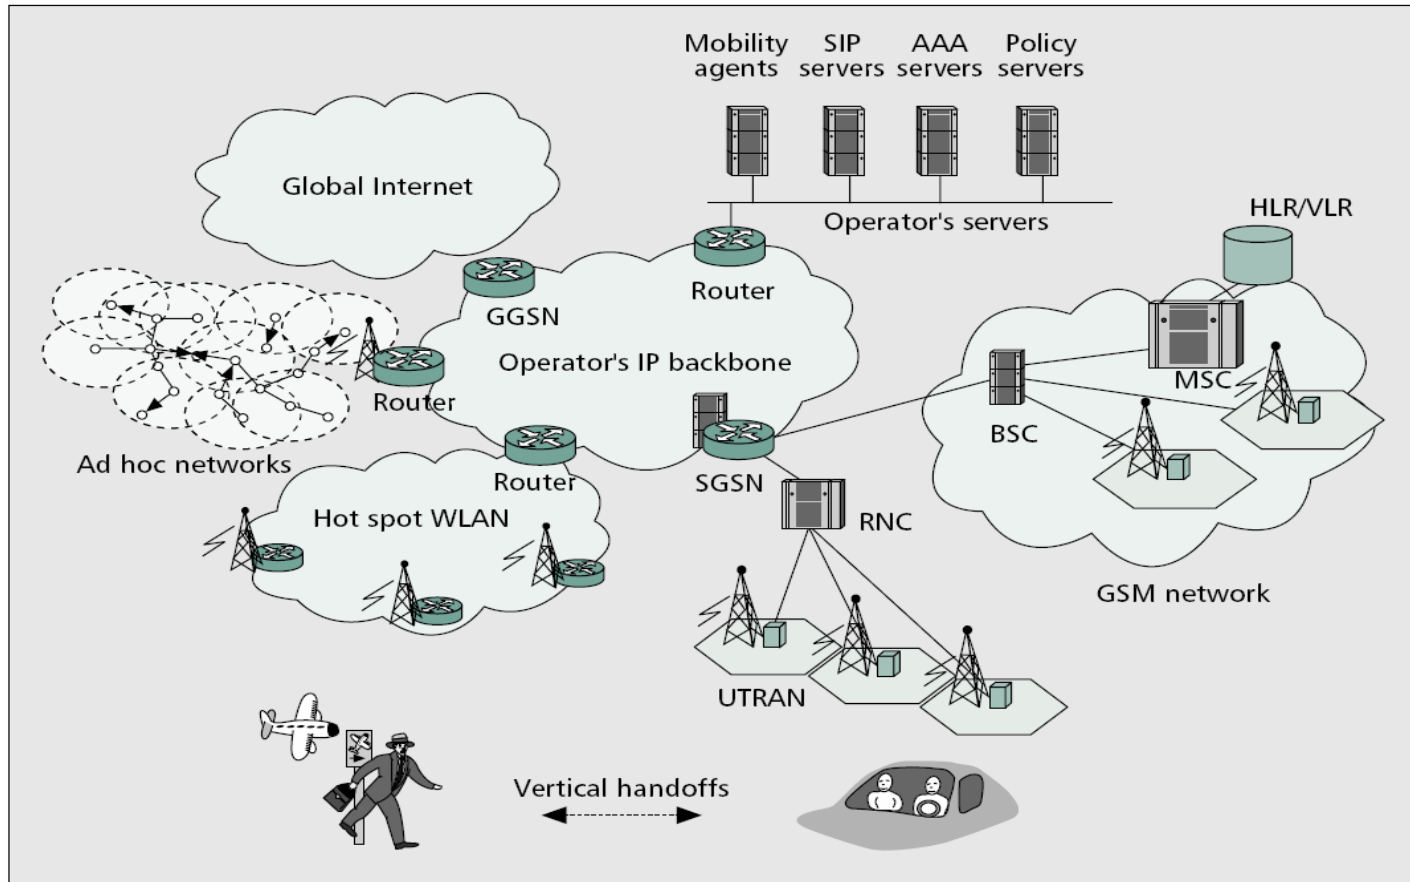 Mobility
agents
SIP
servers
AAA
servers
Policy
servers
Global Internet
Operator's servers
HLR/VLR
Router
GGSN
Operator's IP backbone
MSC
Router
BSC
Ad hoc networks
Router
SGSN
Hot spot WLAN
RNC
GSM network
UTRAN
Vertical handoffs